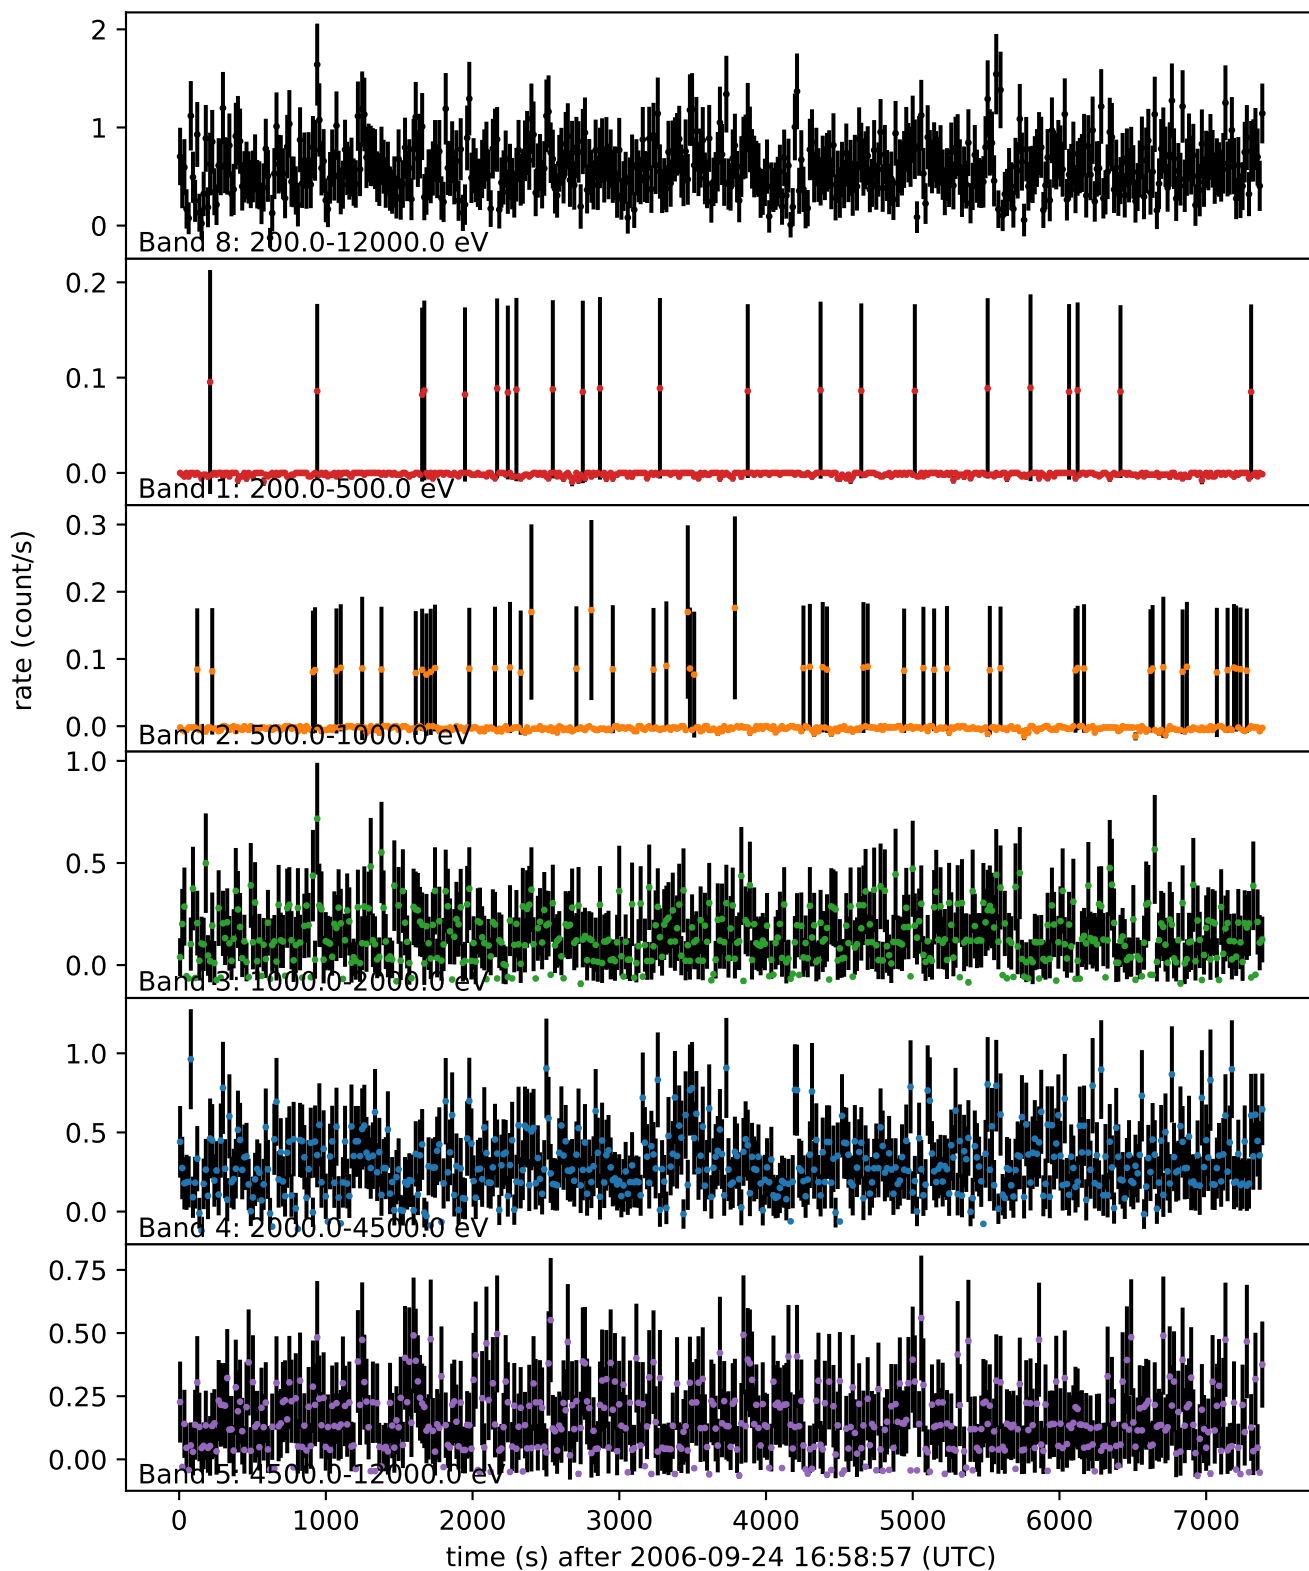 2
1
0
Band 8: 200.0-12000.0 eV
0.2
0.1
0.0
Band 1: 200.0-500.0 eV
0.3
0.2
0.1
0.0
Band 2: 500.0-1000.0 eV
1.0
0.5
0.0
Band 3: 1000.0-2000.0 eV
1.0
0.5
0.0
Band 4: 2000.0-4500.0 eV
0.75
0.50
0.25
0.00
Band 5: 4500.0-12000.0 eV
rate (count/s)
0 1000 2000 3000 4000 5000 6000 7000
time (s) after 2006-09-24 16:58:57 (UTC)